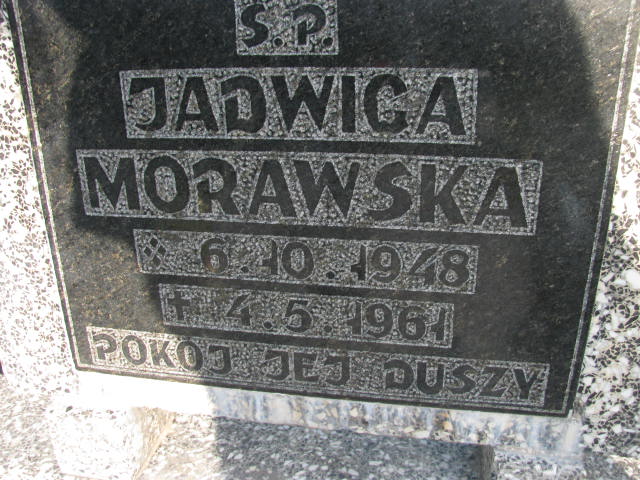 Ś.P.
JADWIGA
MORAWSKA
6.10.1948
✝ 4.5.1961
POKÓJ JEJ DUSZY